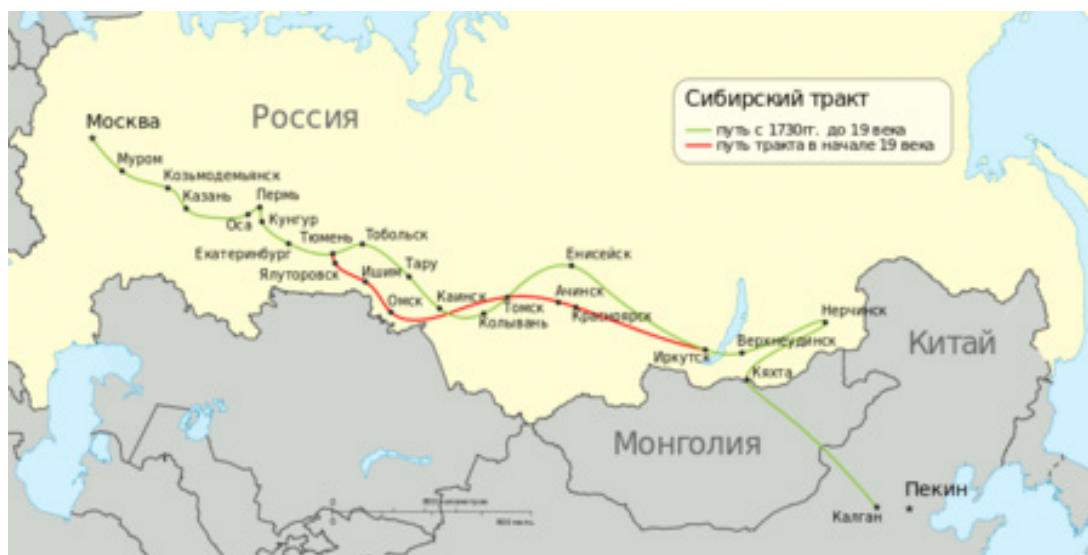 Сибирский тракт
путь с 1730гг. до 19 века
путь тракта в начале 19 века
Россия
Москва
Муром
Козьмодемьянск
Казань
Пермь
Оса
Кунгур
Тюмень
Тобольск
Екатеринбург
Ялуторовск
Ишим
Тару
Омск
Каинск
Колывань
Томск
Енисейск
Ачинск
Красноярск
Иркутск
Верхнеудинск
Нерчинск
Кяхта
Китай
Монголия
Пекин
Калган